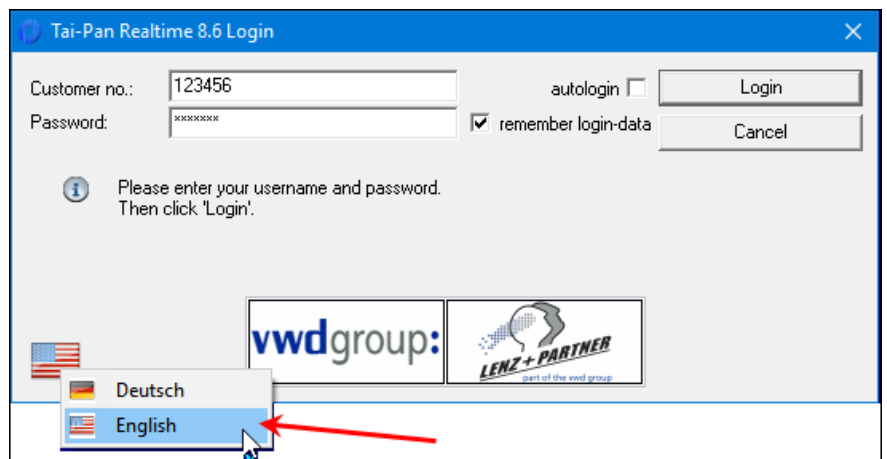 Tai-Pan Realtime 8.6 Login
Customer no.: 123456 autologin Login
Password: ******* remember login-data Cancel
Please enter your username and password.
Then click 'Login'.
vwdgroup:
LENZ+PARTNER
part of the vwd group
Deutsch
English